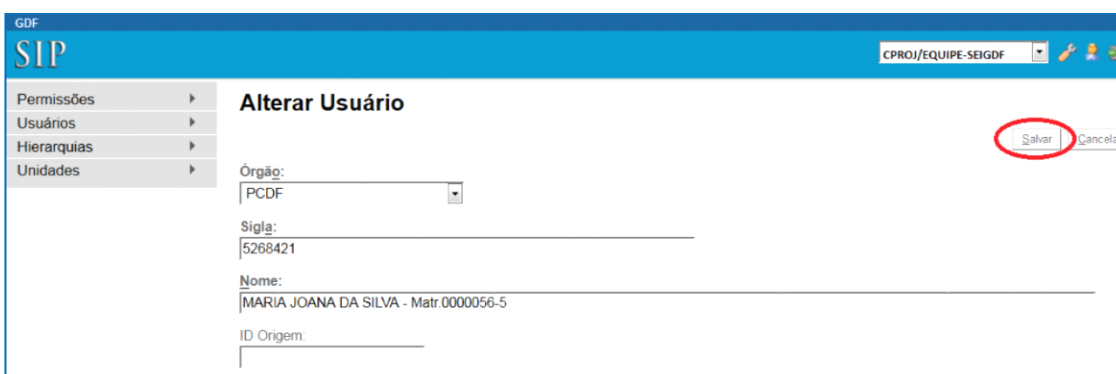 GDF
SIP
CPROJ/EQUIPE-SEIGDF
Permissões
Usuários
Hierarquias
Unidades
Alterar Usuário
Salvar
Cancela
Órgão:
PCDF
Sigla:
5268421
Nome:
MARIA JOANA DA SILVA - Matr.0000056-5
ID Origem: